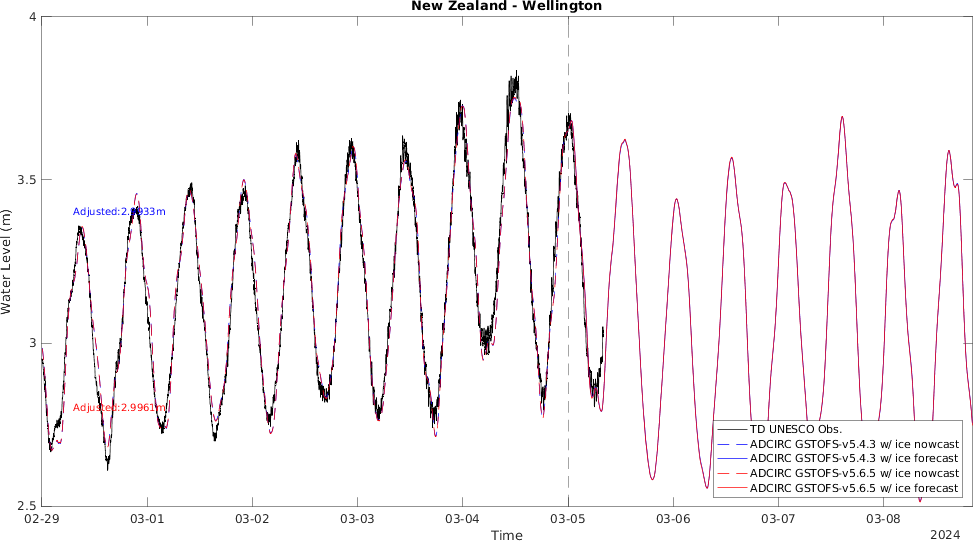 New Zealand - Wellington
4
3.5
3
2.5
Water Level (m)
Adjusted:2.9933m
Adjusted:2.9961m
TD UNESCO Obs.
ADCIRC GSTOFS-v5.4.3 w/ ice nowcast
ADCIRC GSTOFS-v5.4.3 w/ ice forecast
ADCIRC GSTOFS-v5.6.5 w/ ice nowcast
ADCIRC GSTOFS-v5.6.5 w/ ice forecast
02-29 03-01 03-02 03-03 03-04 03-05 03-06 03-07 03-08
Time
2024